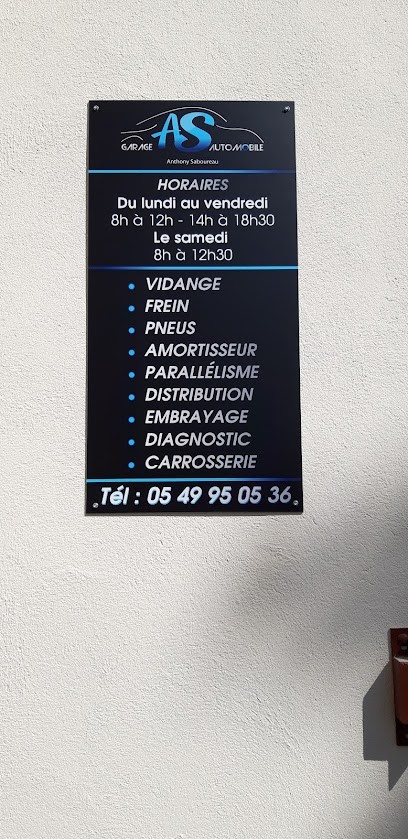 GARAGE AS AUTOMOBILE
Anthony Saboureau
HORAIRES
Du lundi au vendredi
8h à 12h - 14h à 18h30
Le samedi
8h à 12h30
• VIDANGE
• FREIN
• PNEUS
• AMORTISSEUR
• PARALLÉLISME
• DISTRIBUTION
• EMBRAYAGE
• DIAGNOSTIC
• CARROSSERIE
Tél : 05 49 95 05 36